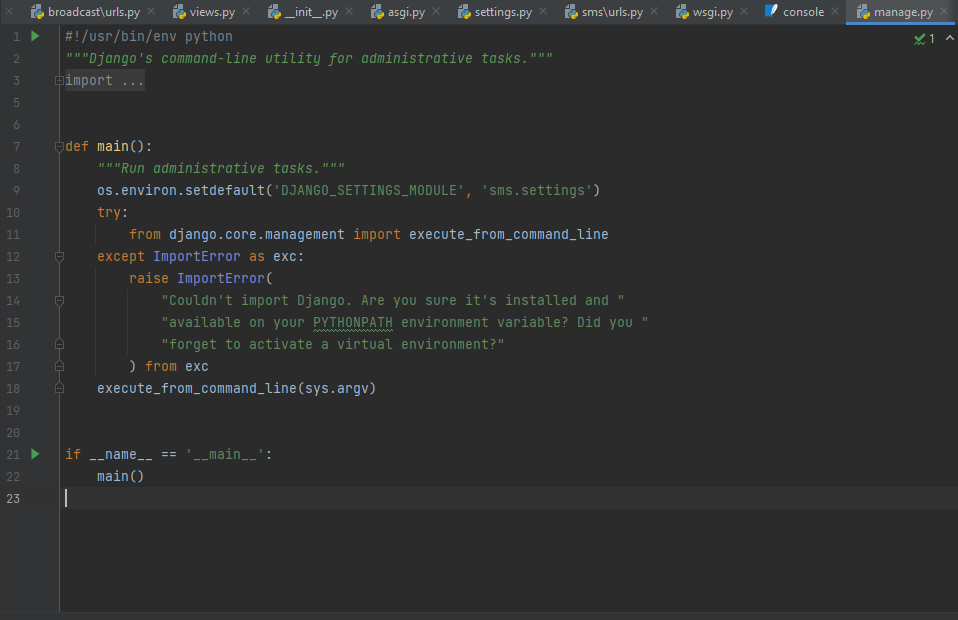 broadcast\urls.py views.py __init__.py asgi.py settings.py sms\urls.py wsgi.py console manage.py
1 #!/usr/bin/env python 1
2 """Django's command-line utility for administrative tasks."""
3 import ...
5
6
7 def main():
8 """Run administrative tasks."""
9 os.environ.setdefault('DJANGO_SETTINGS_MODULE', 'sms.settings')
10 try:
11 from django.core.management import execute_from_command_line
12 except ImportError as exc:
13 raise ImportError(
14 "Couldn't import Django. Are you sure it's installed and "
15 "available on your PYTHONPATH environment variable? Did you "
16 "forget to activate a virtual environment?"
17 ) from exc
18 execute_from_command_line(sys.argv)
19
20
21 if __name__ == '__main__':
22 main()
23